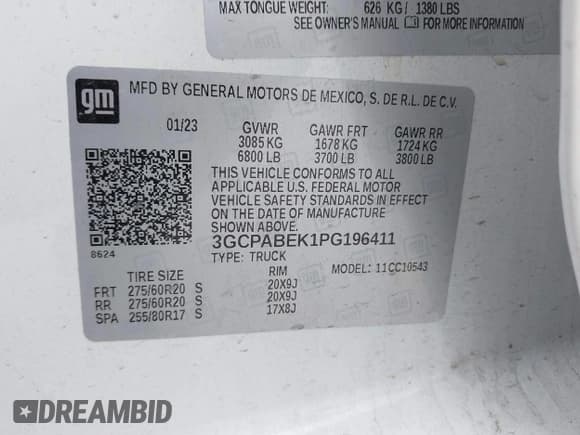 MAX TONGUE WEIGHT: 626 KG / 1380 LBS
SEE OWNER'S MANUAL FOR MORE INFORMATION
gm
MFD BY GENERAL MOTORS DE MEXICO, S. DE R.L. DE C.V.
01/23 GVWR GAWR FRT GAWR RR
3085 KG 1678 KG 1724 KG
6800 LB 3700 LB 3800 LB
THIS VEHICLE CONFORMS TO ALL
APPLICABLE U.S. FEDERAL MOTOR
VEHICLE SAFETY STANDARDS IN EFFECT
ON THE DATE OF MANUFACTURE SHOWN ABOVE.
3GCPABEK1PG196411
8624
TYPE: TRUCK MODEL: 11CC10543
TIRE SIZE RIM
FRT 275/60R20 S 20X9J
RR 275/60R20 S 20X9J
SPA 255/80R17 S 17X8J
DREAMBID